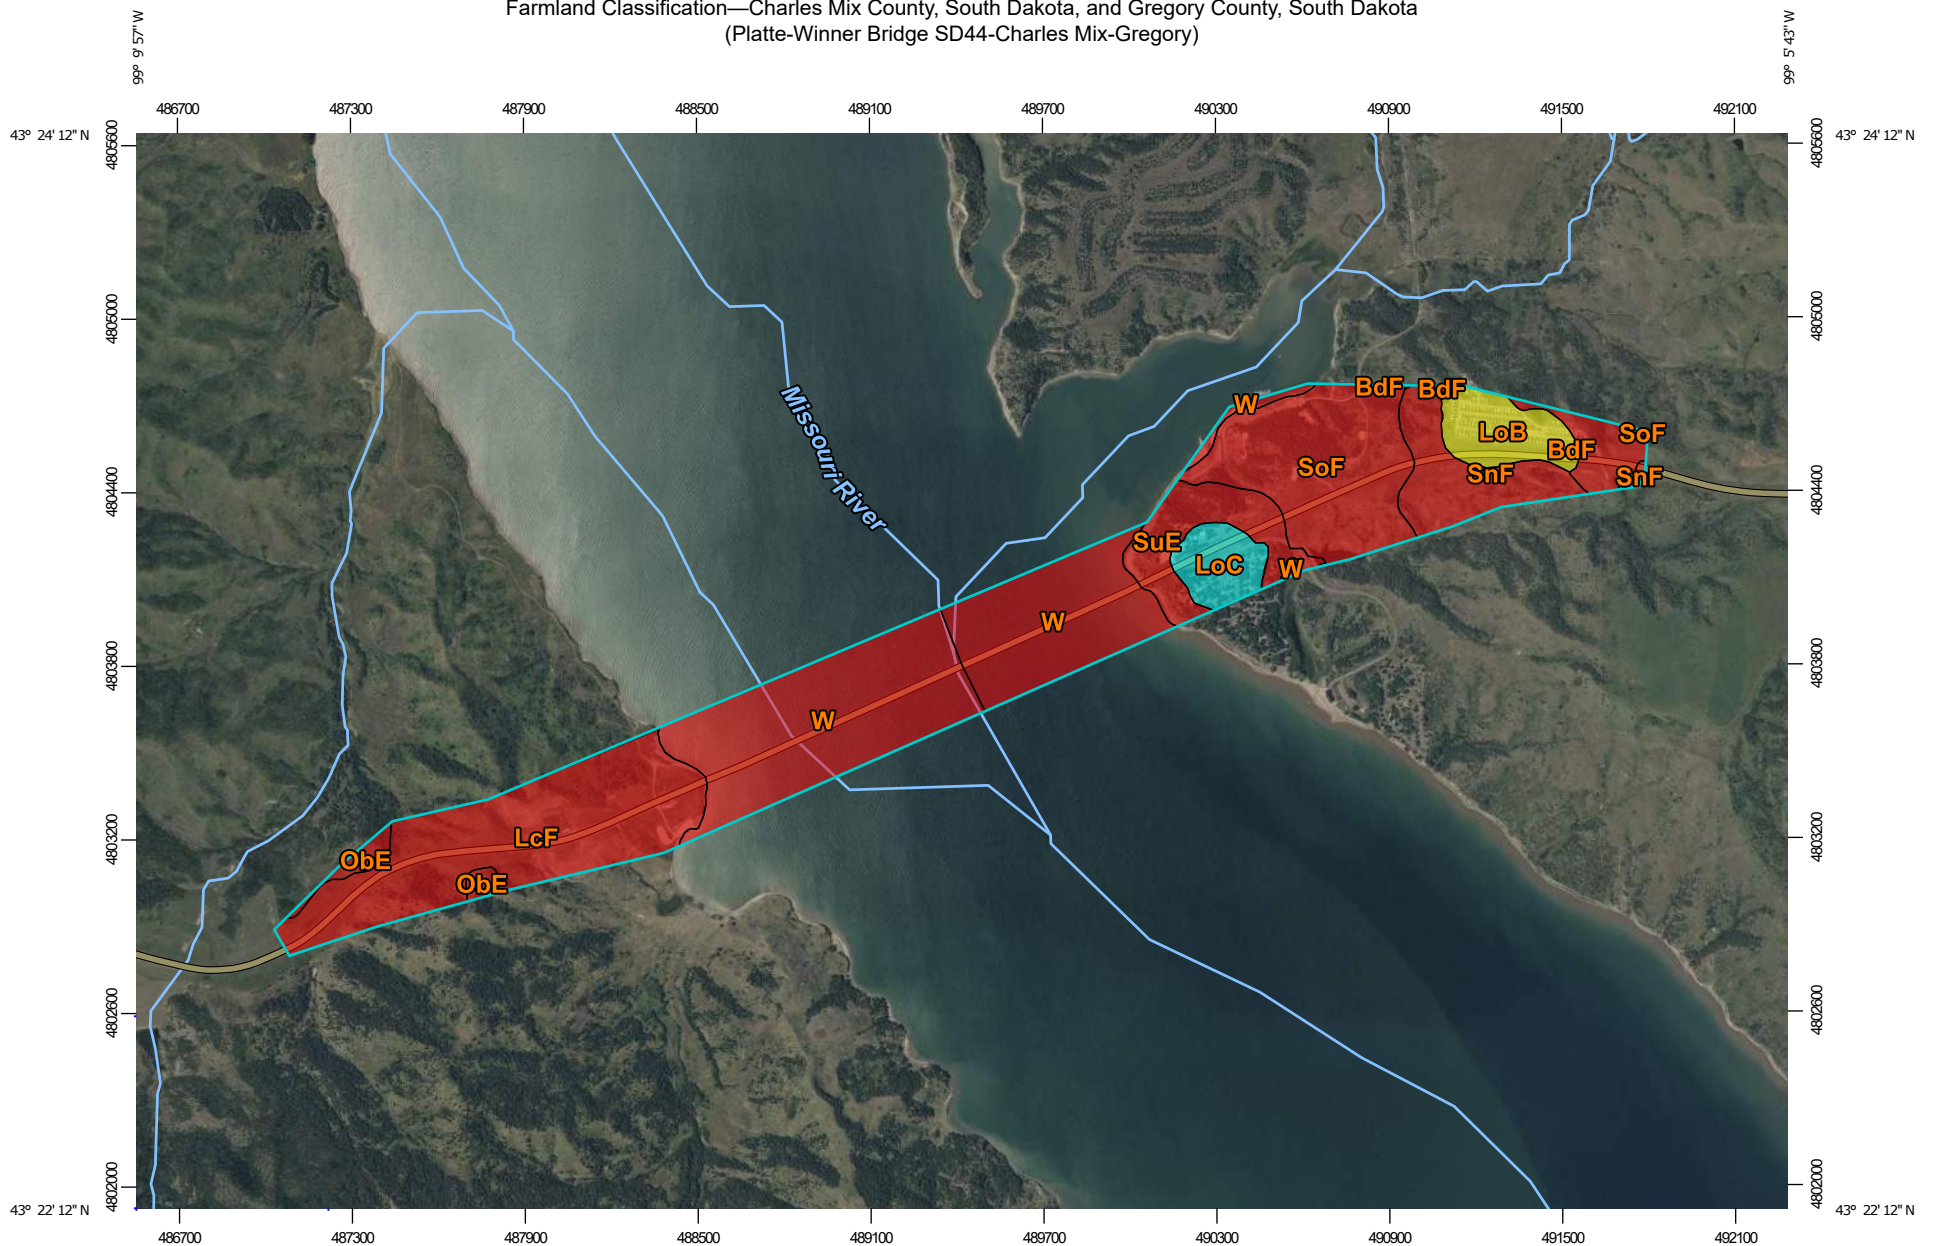 Farmland Classification—Charles Mix County, South Dakota, and Gregory County, South Dakota
(Platte-Winner Bridge SD44-Charles Mix-Gregory)
99° 9' 57" W
99° 5' 43" W
486700 487300 487900 488500 489100 489700 490300 490900 491500 492100
43° 24' 12" N
43° 24' 12" N
4805600
4805600
4805000
4805000
4804400
4804400
4803800
4803800
4803200
4803200
4802600
4802600
4802000
4802000
Missouri-River
W
BdF
BdF
LoB
BdF
SoF
SoF
SnF
SnF
SuE
LoC
W
W
W
LcF
ObE
ObE
43° 22' 12" N
43° 22' 12" N
486700 487300 487900 488500 489100 489700 490300 490900 491500 492100